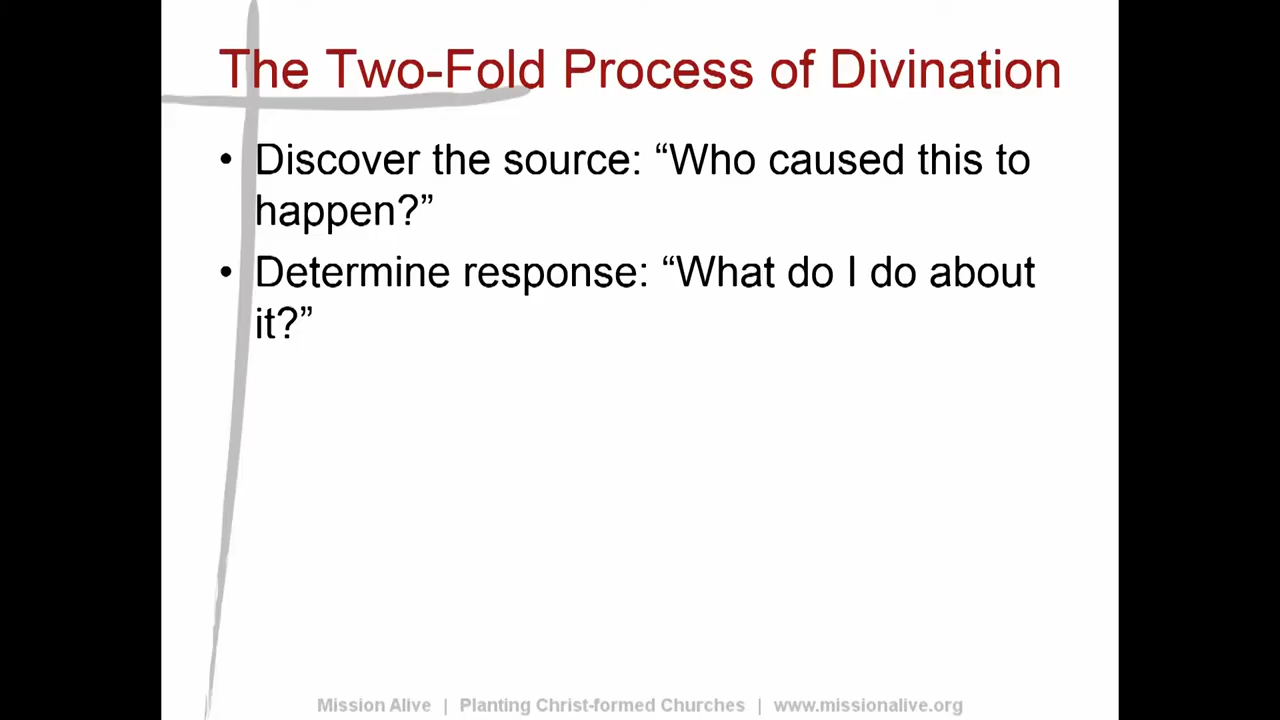 The Two-Fold Process of Divination
• Discover the source: “Who caused this to
happen?”
• Determine response: “What do I do about
it?”
Mission Alive | Planting Christ-formed Churches | www.missionalive.org